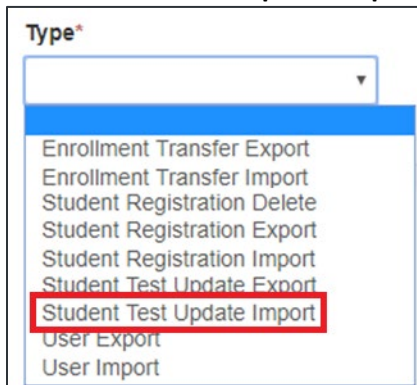 Type*
Enrollment Transfer Export
Enrollment Transfer Import
Student Registration Delete
Student Registration Export
Student Registration Import
Student Test Update Export
Student Test Update Import
User Export
User Import